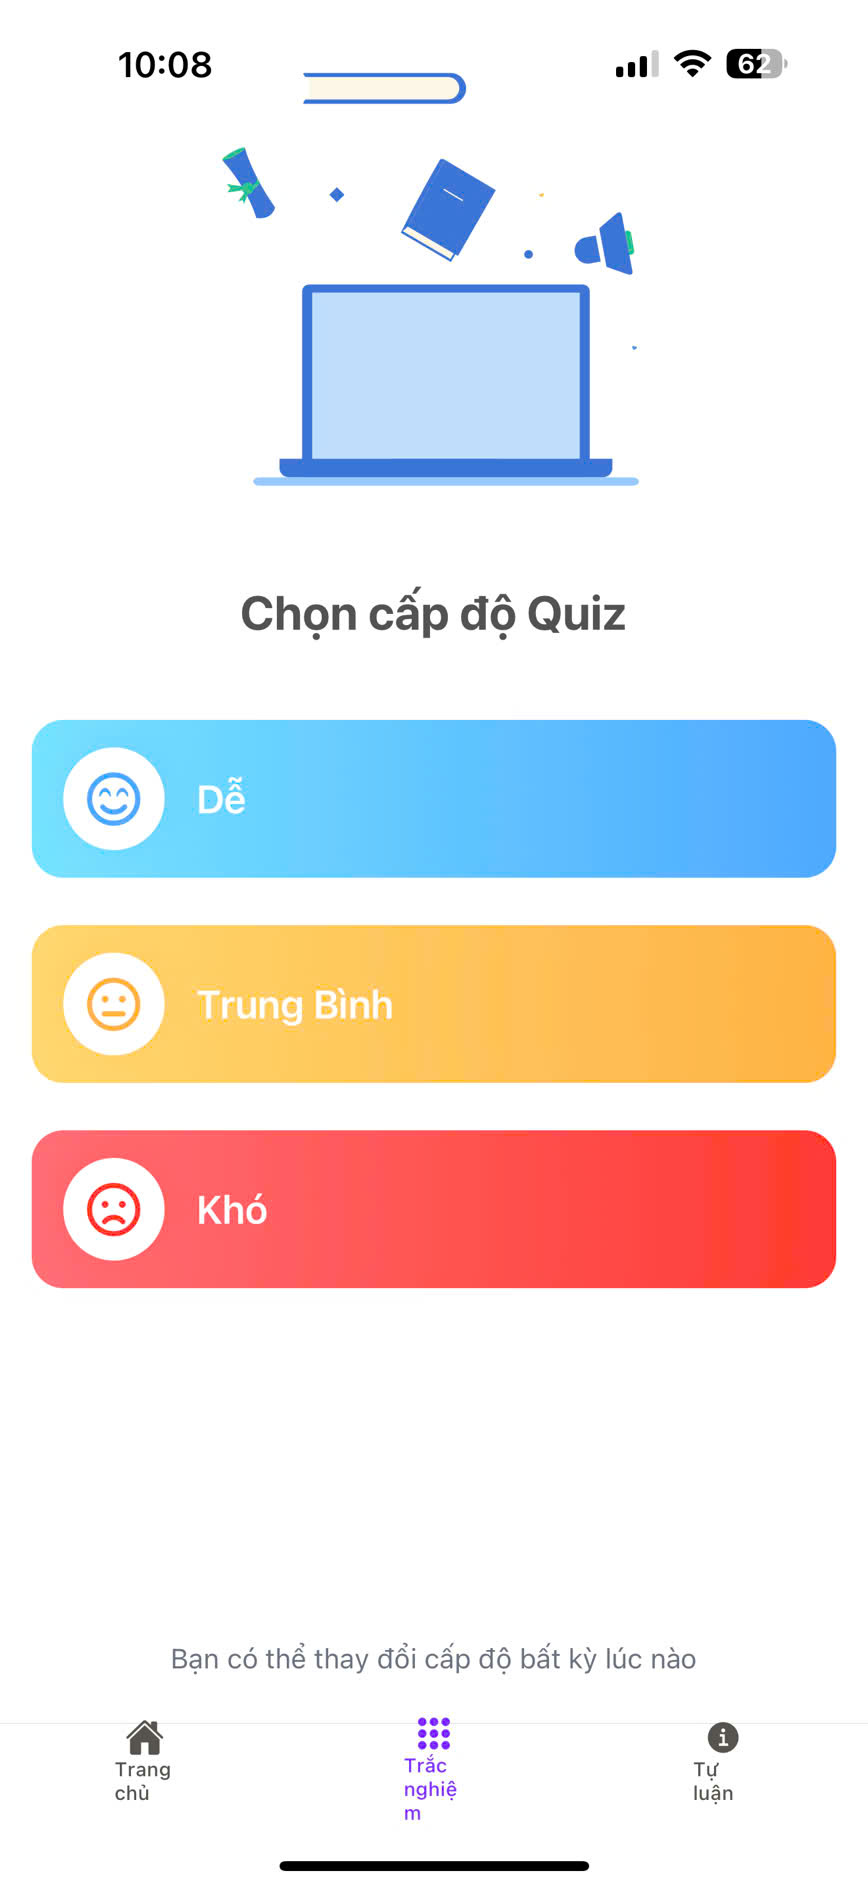 10:08
62
Chọn cấp độ Quiz
Dễ
Trung Bình
Khó
Bạn có thể thay đổi cấp độ bất kỳ lúc nào
Trang
chủ
Trắc
nghiệ
m
Tự
luận